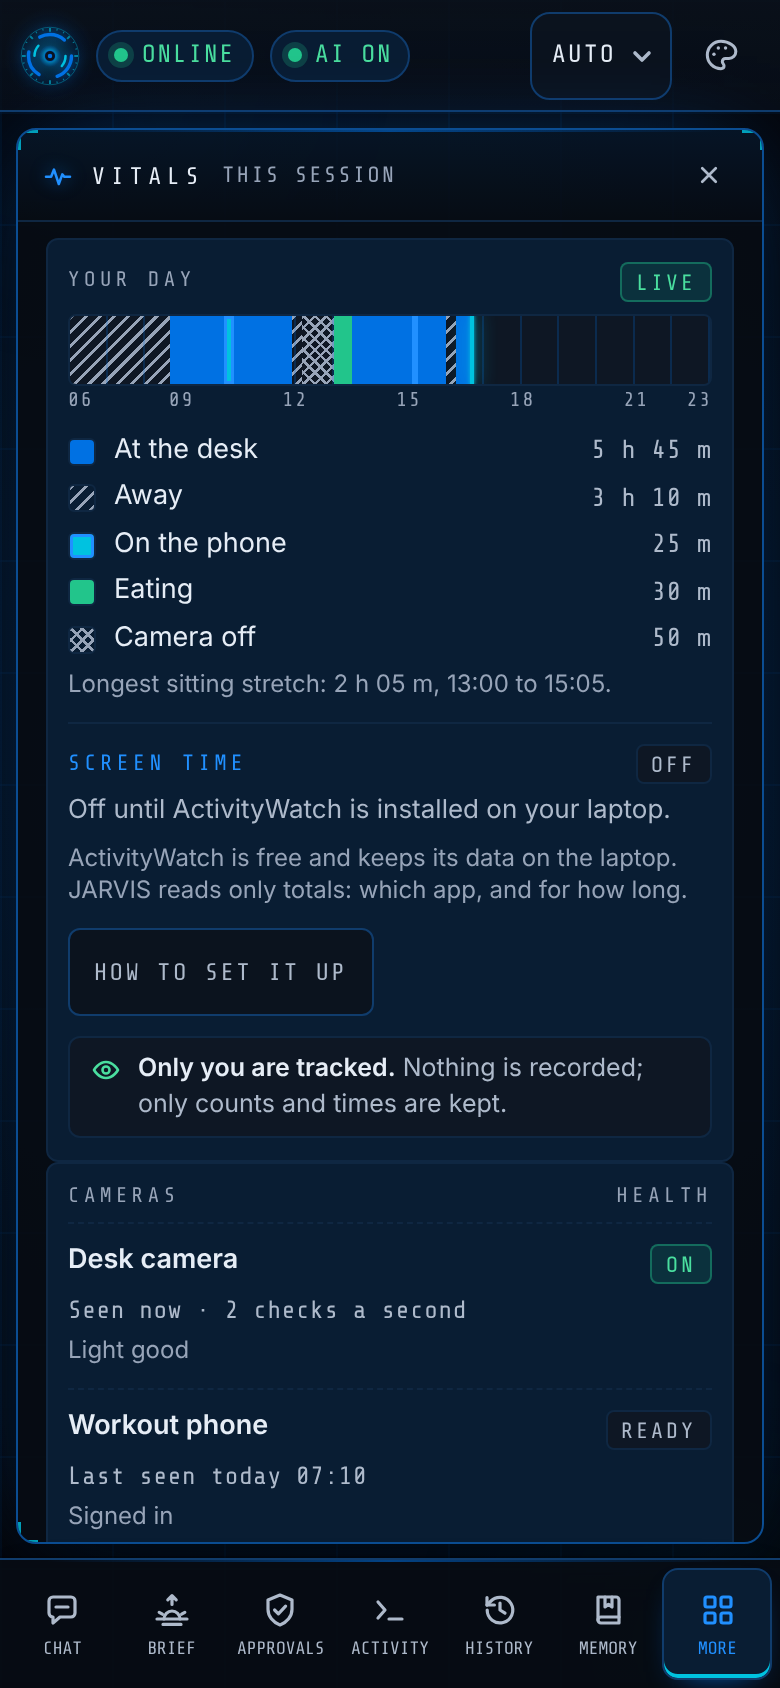 ONLINE
AI ON
AUTO
VITALS THIS SESSION
YOUR DAY
LIVE
06 09 12 15 18 21 23
At the desk 5 h 45 m
Away 3 h 10 m
On the phone 25 m
Eating 30 m
Camera off 50 m
Longest sitting stretch: 2 h 05 m, 13:00 to 15:05.
SCREEN TIME OFF
Off until ActivityWatch is installed on your laptop.
ActivityWatch is free and keeps its data on the laptop.
JARVIS reads only totals: which app, and for how long.
HOW TO SET IT UP
Only you are tracked. Nothing is recorded;
only counts and times are kept.
CAMERAS HEALTH
Desk camera ON
Seen now · 2 checks a second
Light good
Workout phone READY
Last seen today 07:10
Signed in
CHAT BRIEF APPROVALS ACTIVITY HISTORY MEMORY MORE